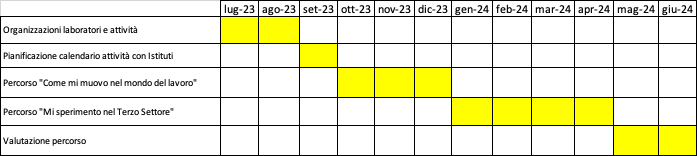 lug-23 ago-23 set-23 ott-23 nov-23 dic-23 gen-24 feb-24 mar-24 apr-24 mag-24 giu-24
Organizzazioni laboratori e attività
Pianificazione calendario attività con Istituti
Percorso "Come mi muovo nel mondo del lavoro"
Percorso "Mi sperimento nel Terzo Settore"
Valutazione percorso